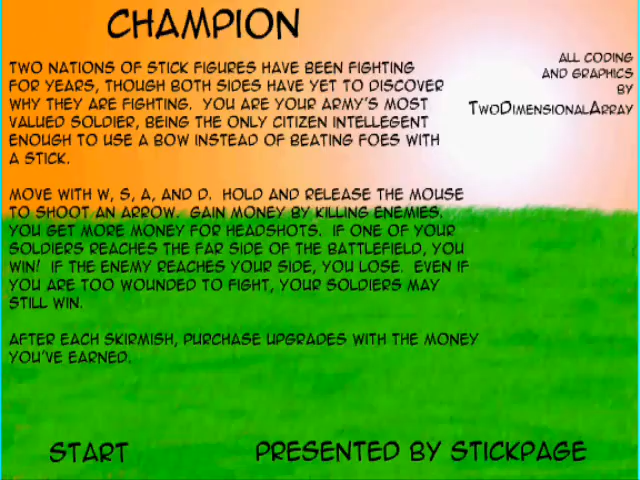 CHAMPION
ALL CODING
AND GRAPHICS
BY
TWODIMENSIONALARRAY
TWO NATIONS OF STICK FIGURES HAVE BEEN FIGHTING
FOR YEARS, THOUGH BOTH SIDES HAVE YET TO DISCOVER
WHY THEY ARE FIGHTING. YOU ARE YOUR ARMY'S MOST
VALUED SOLDIER, BEING THE ONLY CITIZEN INTELLEGENT
ENOUGH TO USE A BOW INSTEAD OF BEATING FOES WITH
A STICK.
MOVE WITH W, S, A, AND D. HOLD AND RELEASE THE MOUSE
TO SHOOT AN ARROW. GAIN MONEY BY KILLING ENEMIES.
YOU GET MORE MONEY FOR HEADSHOTS. IF ONE OF YOUR
SOLDIERS REACHES THE FAR SIDE OF THE BATTLEFIELD, YOU
WIN! IF THE ENEMY REACHES YOUR SIDE, YOU LOSE. EVEN IF
YOU ARE TOO WOUNDED TO FIGHT, YOUR SOLDIERS MAY
STILL WIN.
AFTER EACH SKIRMISH, PURCHASE UPGRADES WITH THE MONEY
YOU'VE EARNED.
START
PRESENTED BY STICKPAGE